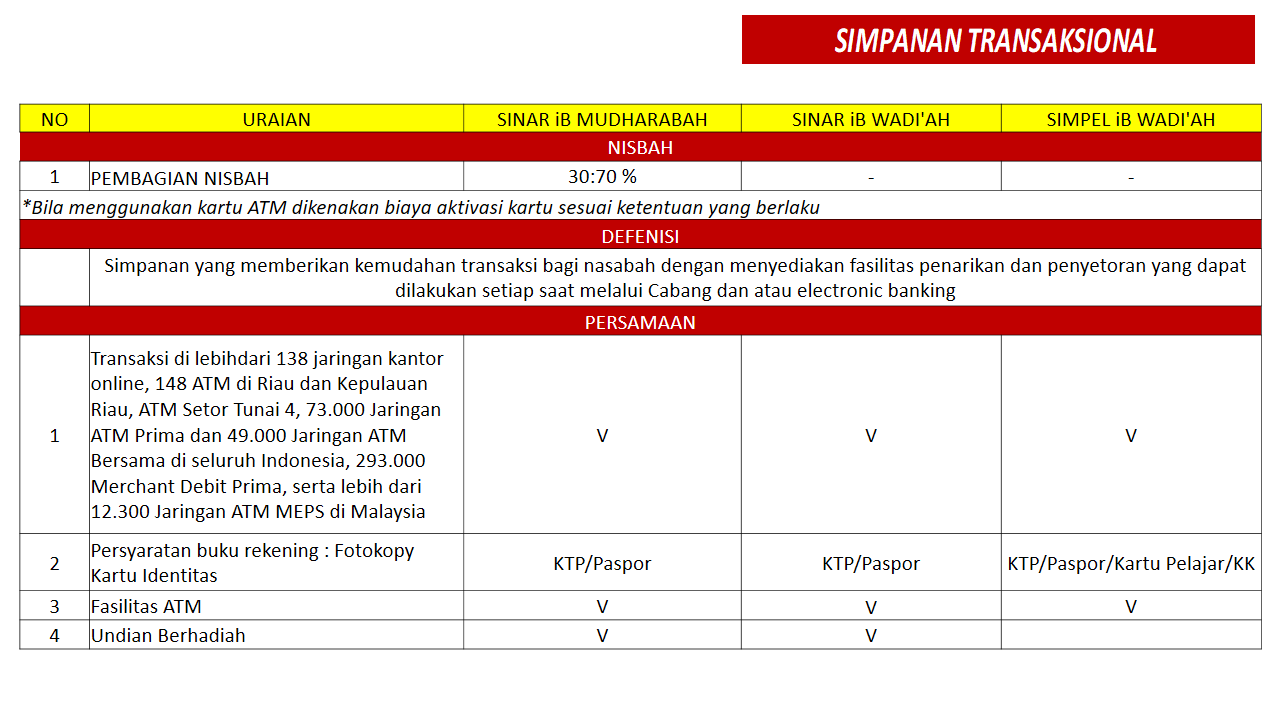 SIMPANAN TRANSAKSIONAL
NO URAIAN SINAR iB MUDHARABAH SINAR iB WADI'AH SIMPEL iB WADI'AH
NISBAH
1 PEMBAGIAN NISBAH 30:70 % - -
*Bila menggunakan kartu ATM dikenakan biaya aktivasi kartu sesuai ketentuan yang berlaku
DEFENISI
Simpanan yang memberikan kemudahan transaksi bagi nasabah dengan menyediakan fasilitas penarikan dan penyetoran yang dapat
dilakukan setiap saat melalui Cabang dan atau electronic banking
PERSAMAAN
Transaksi di lebihdari 138 jaringan kantor
online, 148 ATM di Riau dan Kepulauan
Riau, ATM Setor Tunai 4, 73.000 Jaringan
1 ATM Prima dan 49.000 Jaringan ATM V V V
Bersama di seluruh Indonesia, 293.000
Merchant Debit Prima, serta lebih dari
12.300 Jaringan ATM MEPS di Malaysia
2 Persyaratan buku rekening : Fotokopy
Kartu Identitas KTP/Paspor KTP/Paspor KTP/Paspor/Kartu Pelajar/KK
3 Fasilitas ATM V V V
4 Undian Berhadiah V V